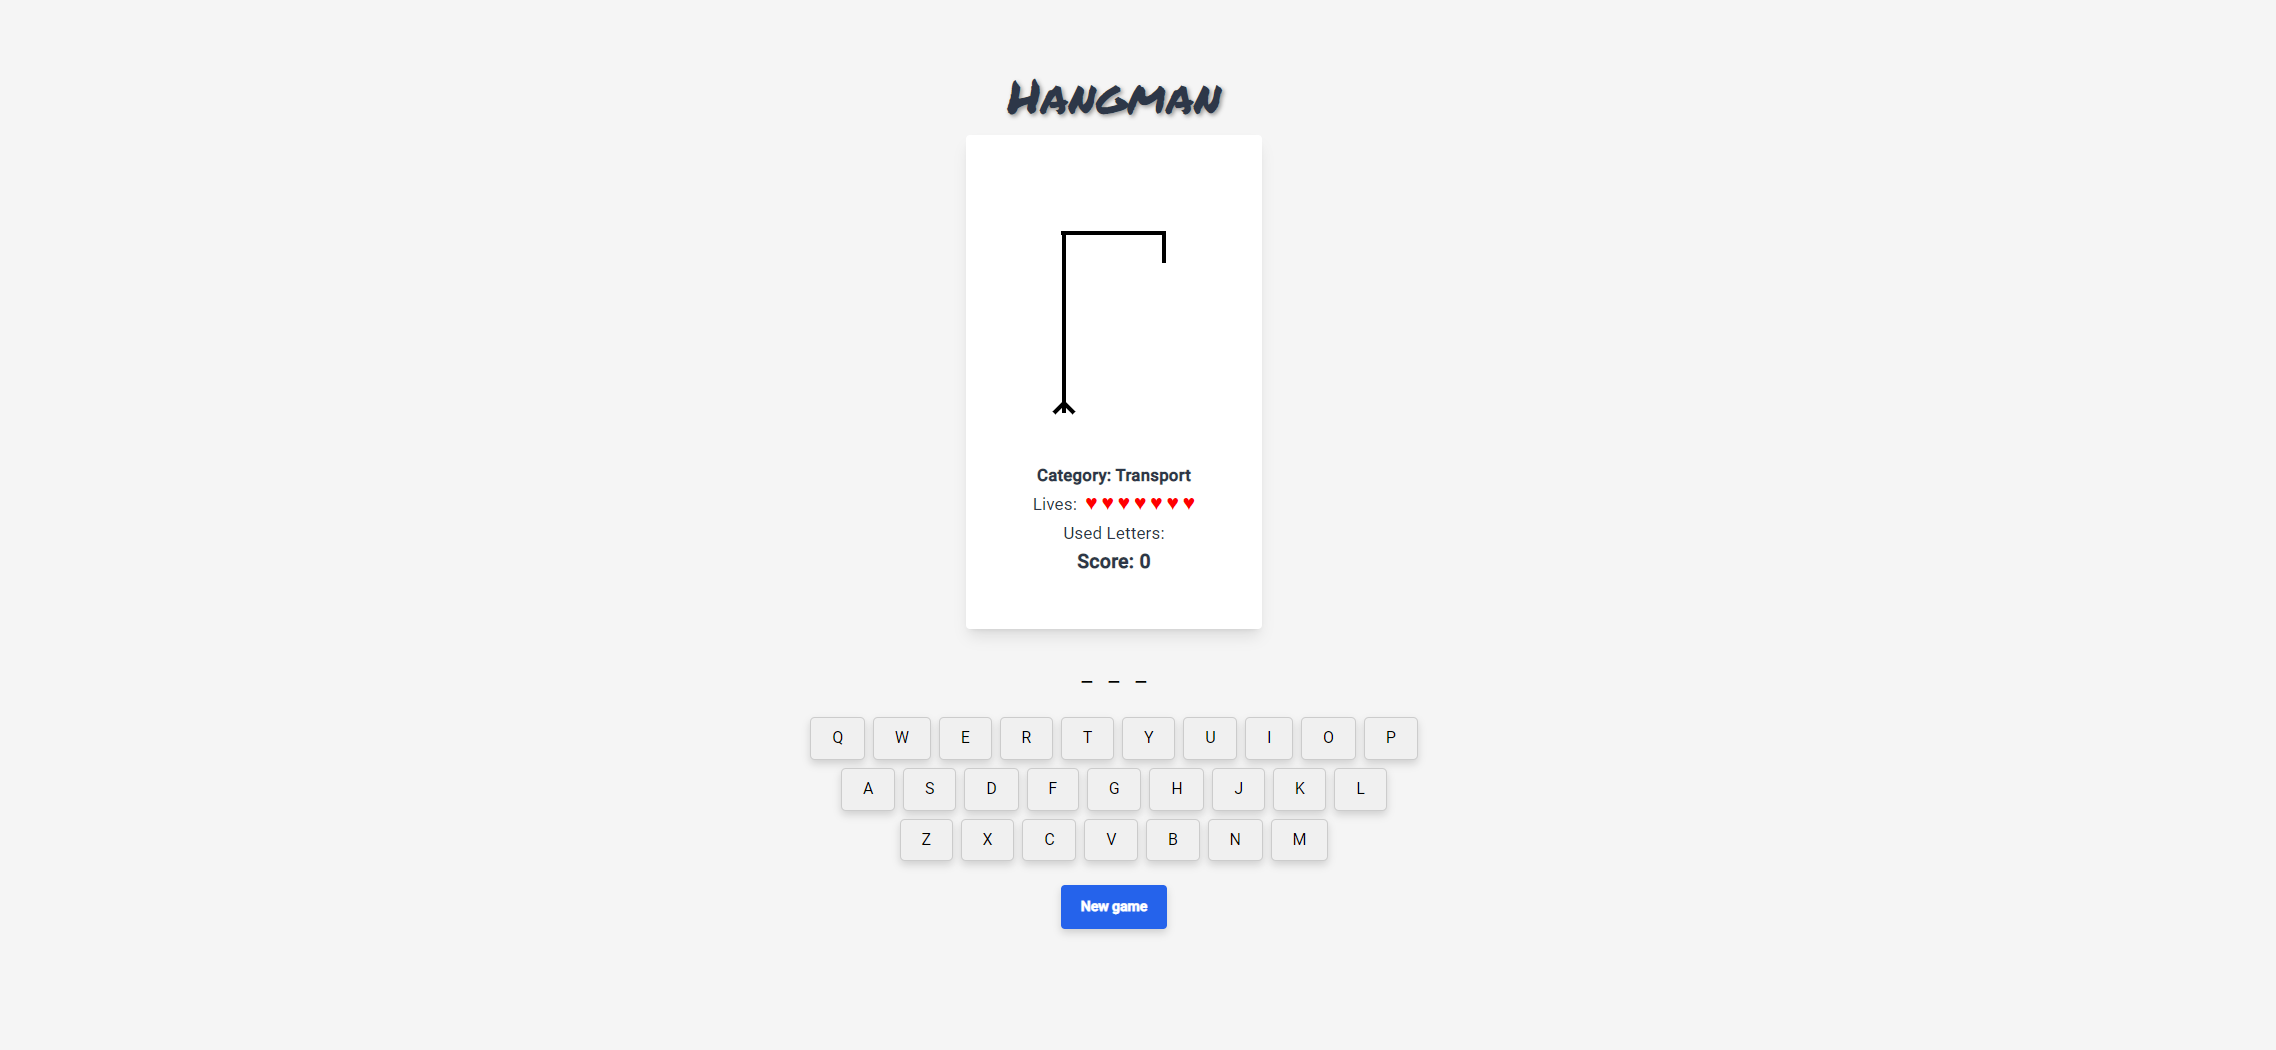 Hangman
Category: Transport
Lives: ♥♥♥♥♥♥♥
Used Letters:
Score: 0
_ _ _
Q W E R T Y U I O P
A S D F G H J K L
Z X C V B N M
New game